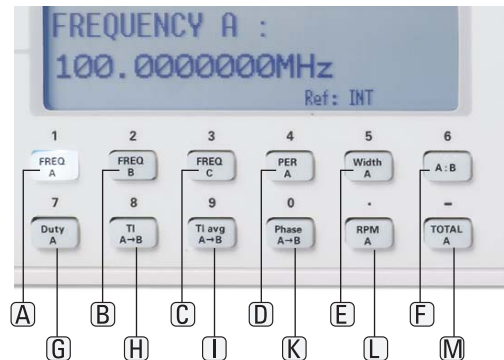 FREQUENCY A :
100.0000000MHz
Ref: INT
1 2 3 4 5 6
FREQ A FREQ B FREQ C PER A Width A A:B
7 8 9 0 . –
Duty A TI A→B TI avg A→B Phase A→B RPM A TOTAL A
A B C D E F
G H I K L M